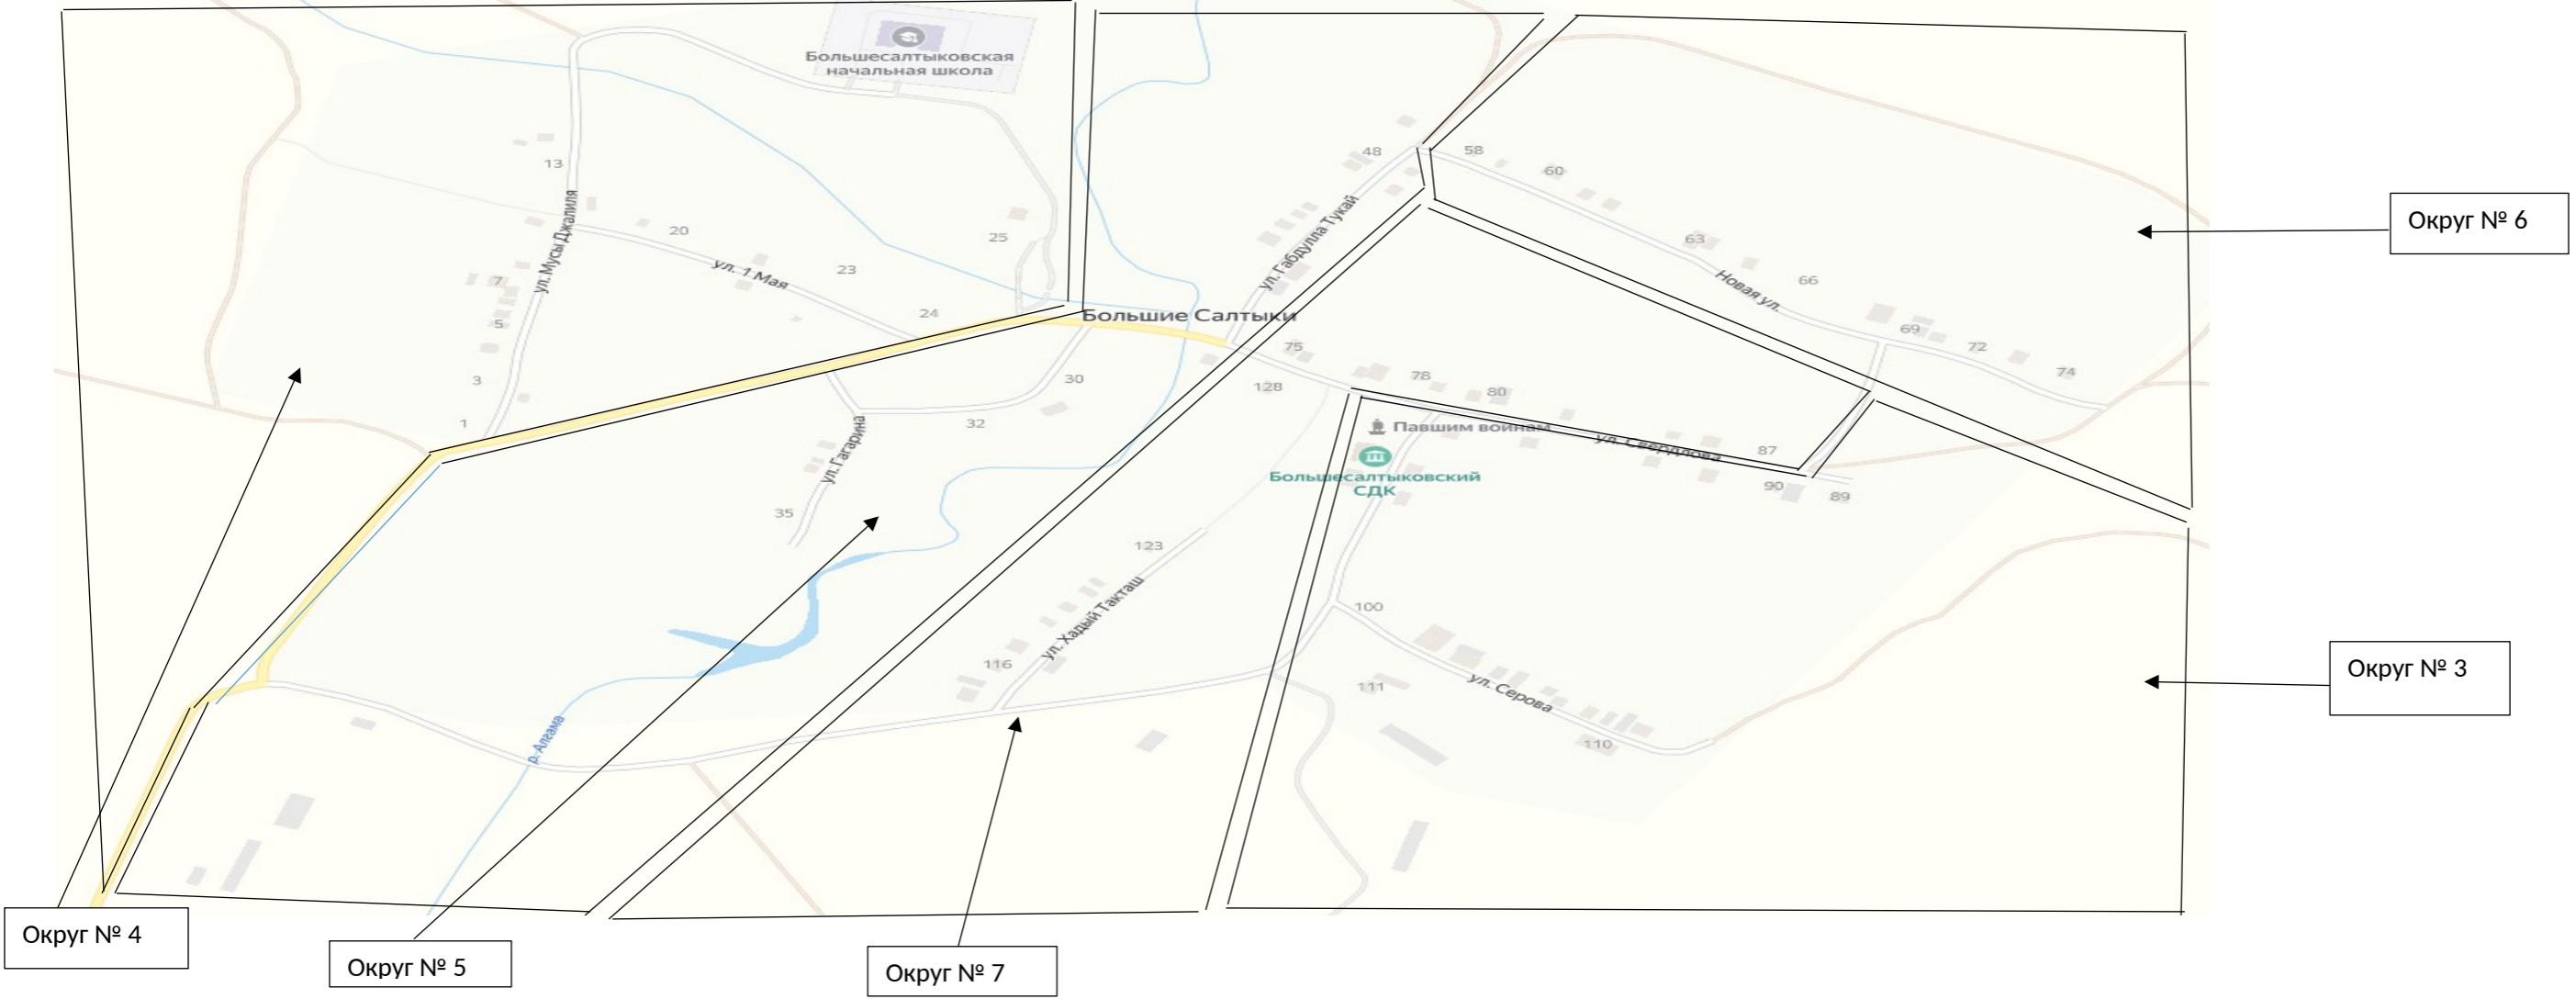 Большесалтыковская
начальная школа
48
58
13
60
ул. Мусы Джалиля
20
25
ул. Габдулла Тукай
63
Округ № 6
ул. 1 Мая
23
7
66
Новая ул.
24
Большие Салтыки
5
69
75
72
3
30
78
74
128
80
1
32
Павшим воинам
ул. Гагарина
ул. Свердлова
87
Большесалтыковский
СДК
90
89
35
123
100
ул. Хадый Такташ
116
111
ул. Серова
Округ № 3
р. Алгама
110
Округ № 4
Округ № 5
Округ № 7